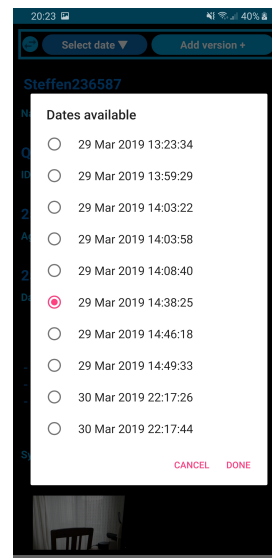 20:23 40%
Select date ▼ Add version +
Steffen236587
Dates available
29 Mar 2019 13:23:34
29 Mar 2019 13:59:29
29 Mar 2019 14:03:22
29 Mar 2019 14:03:58
29 Mar 2019 14:08:40
29 Mar 2019 14:38:25
29 Mar 2019 14:46:18
29 Mar 2019 14:49:33
30 Mar 2019 22:17:26
30 Mar 2019 22:17:44
CANCEL DONE